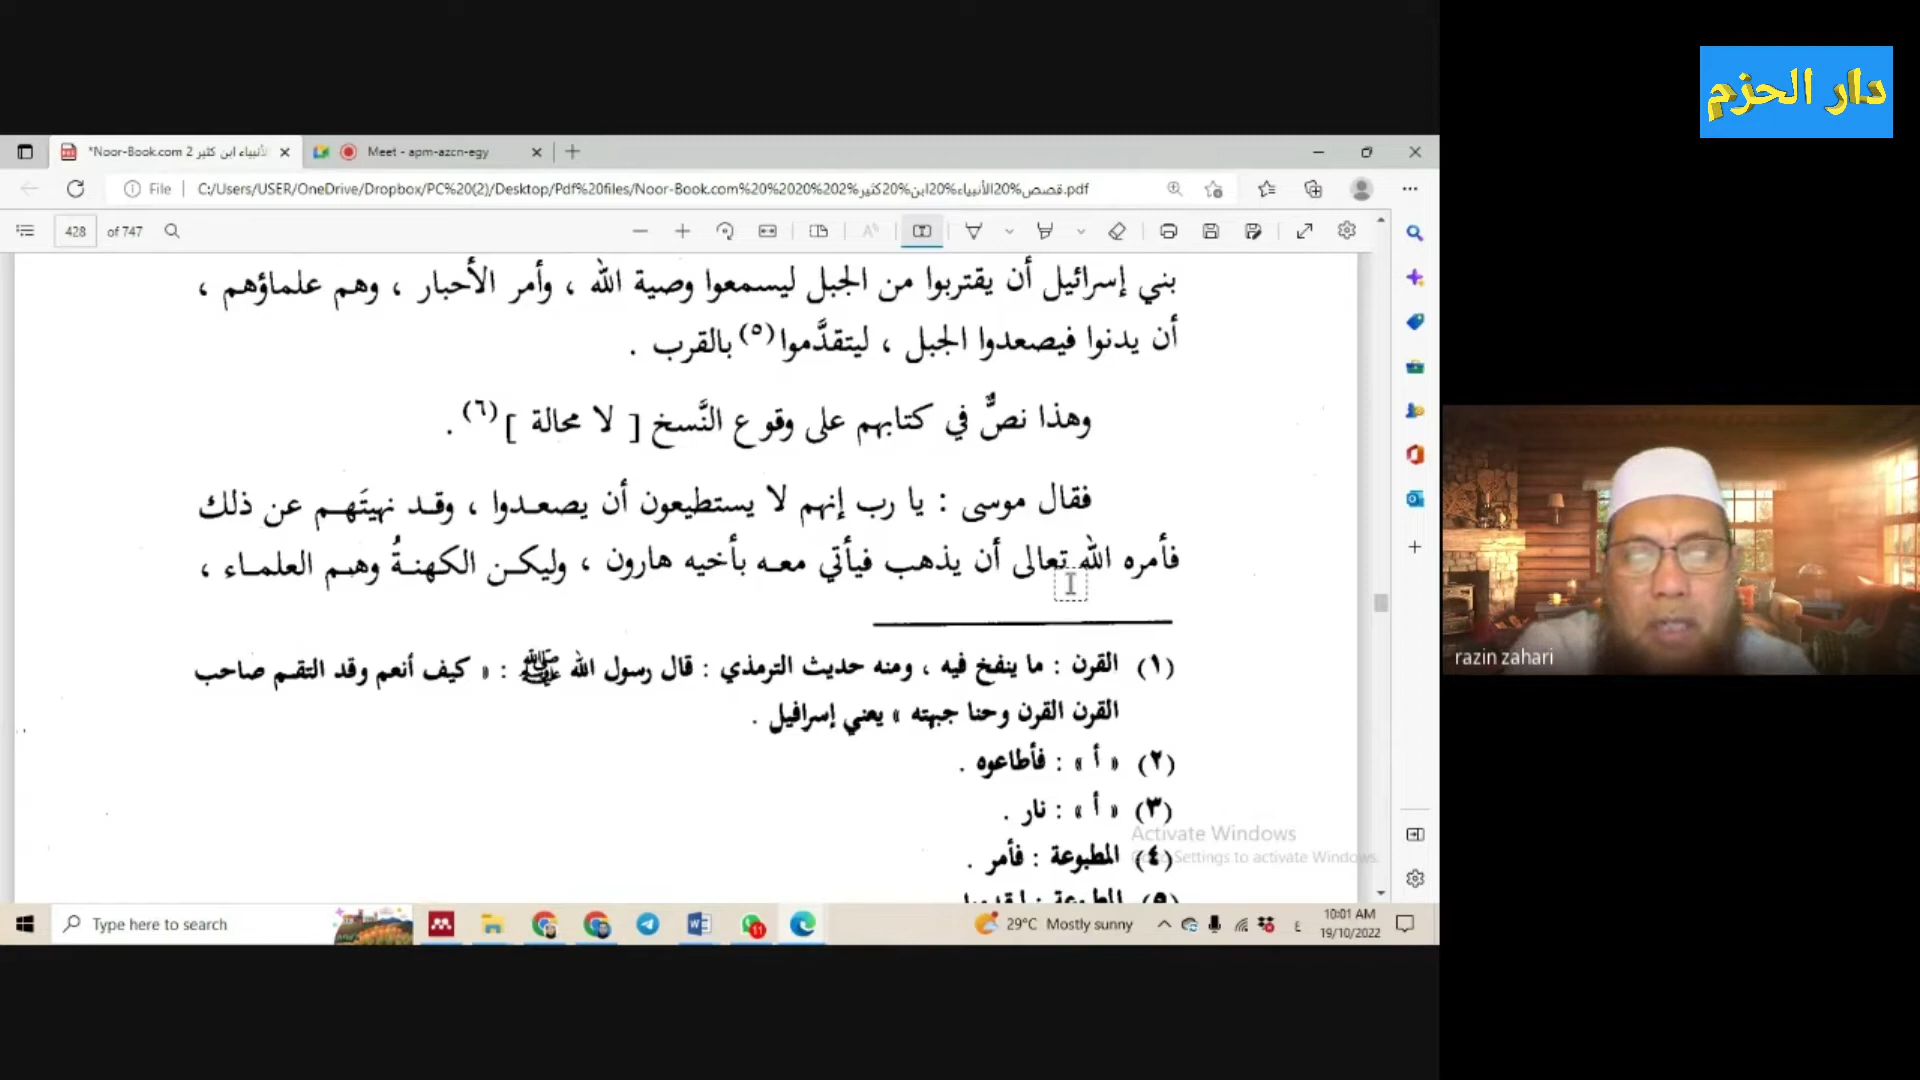 دار الحزم
*Noor-Book.com 2 الأنبياء ابن كثير
Meet - apm-azcn-egy
File
C:/Users/USER/OneDrive/Dropbox/PC%20(2)/Desktop/Pdf%20files/Noor-Book.com%20%2020%202%قصص%20الأنبياء%20ابن%20كثير.pdf
428 of 747
بني إسرائيل أن يقتربوا من الجبل ليسمعوا وصية الله ، وأمر الأحبار ، وهم علماؤهم ،
أن يدنوا فيصعدوا الجبل ، ليتقدَّموا(٥) بالقرب .
وهذا نصٌّ في كتابهم على وقوع النَّسخ [ لا محالة ](٦) .
فقال موسى : يا رب إنهم لا يستطيعون أن يصعدوا ، وقد نهيتَهم عن ذلك
فأمره الله تعالى أن يذهب فيأتي معه بأخيه هارون ، وليكن الكهنةُ وهم العلماء ،
(١) القرن : ما ينفخ فيه ، ومنه حديث الترمذي : قال رسول الله ﷺ : « كيف أنعم وقد التقم صاحب
القرن القرن وحنا جبهته » يعني إسرافيل .
(٢) « أ » : فأطاعوه .
(٣) « أ » : نار .
(٤) المطبوعة : فأمر .
Activate Windows
Settings to activate Windows.
razin zahari
Type here to search
11
29°C Mostly sunny
ع
10:01 AM
19/10/2022